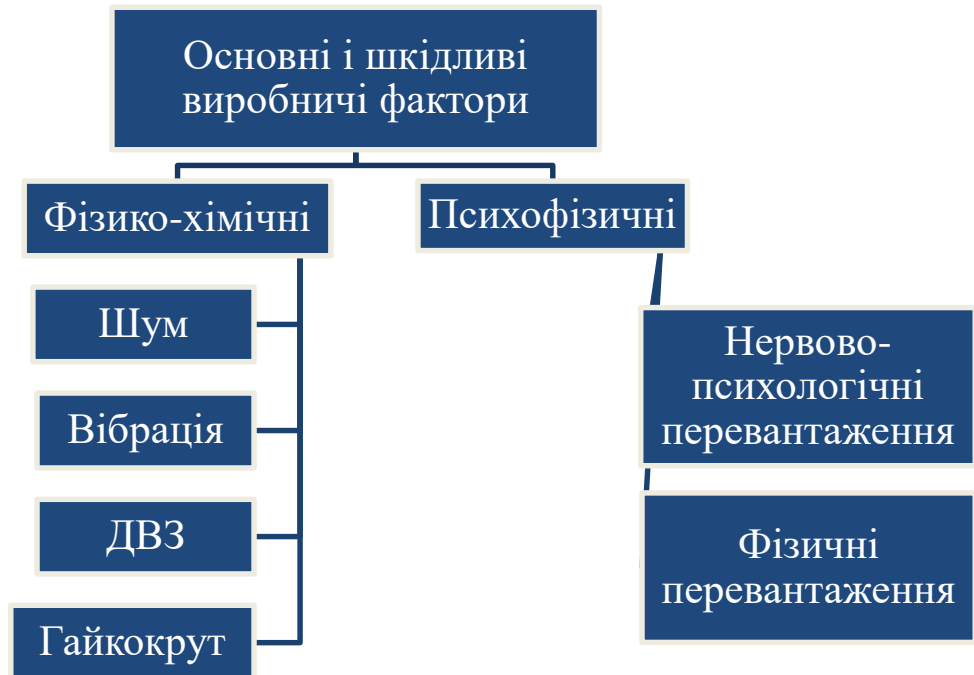 Основні і шкідливі
виробничі фактори
Фізико-хімічні
Психофізичні
Шум
Вібрація
ДВЗ
Гайкокрут
Нервово-
психологічні
перевантаження
Фізичні
перевантаження